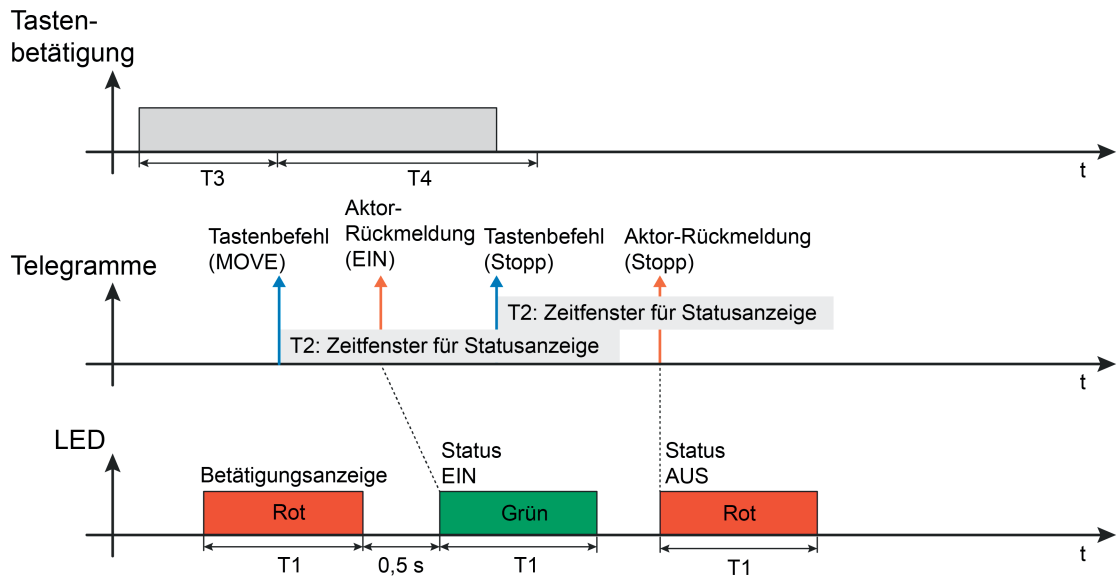 Tasten-
betätigung
t
T3
T4
Telegramme
Tastenbefehl
(MOVE)
Aktor-
Rückmeldung
(EIN)
Tastenbefehl
(Stopp)
Aktor-Rückmeldung
(Stopp)
T2: Zeitfenster für Statusanzeige
T2: Zeitfenster für Statusanzeige
t
LED
Betätigungsanzeige
Status
EIN
Status
AUS
Rot
Grün
Rot
t
T1
0,5 s
T1
T1